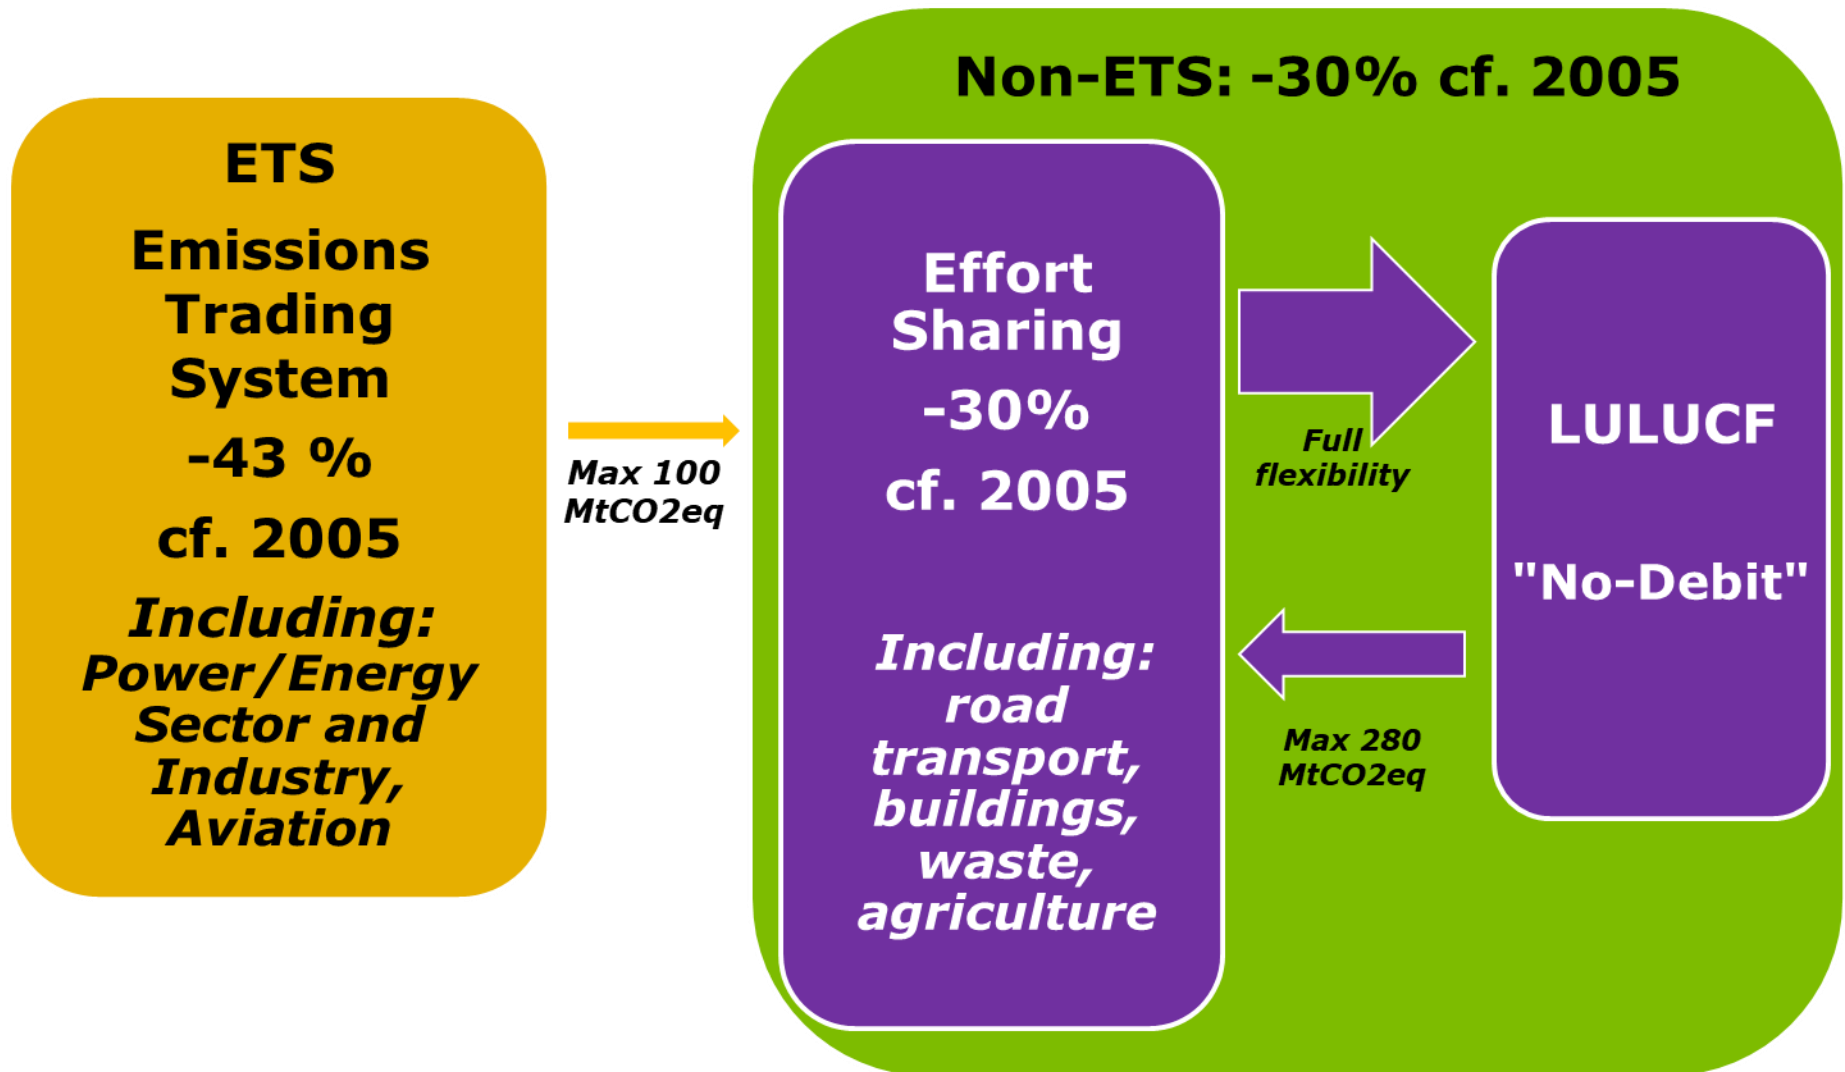 ETS
Emissions
Trading
System
-43 %
cf. 2005
Including:
Power/Energy
Sector and
Industry,
Aviation
Max 100
MtCO2eq
Non-ETS: -30% cf. 2005
Effort
Sharing
-30%
cf. 2005
Including:
road
transport,
buildings,
waste,
agriculture
Full
flexibility
Max 280
MtCO2eq
LULUCF
"No-Debit"